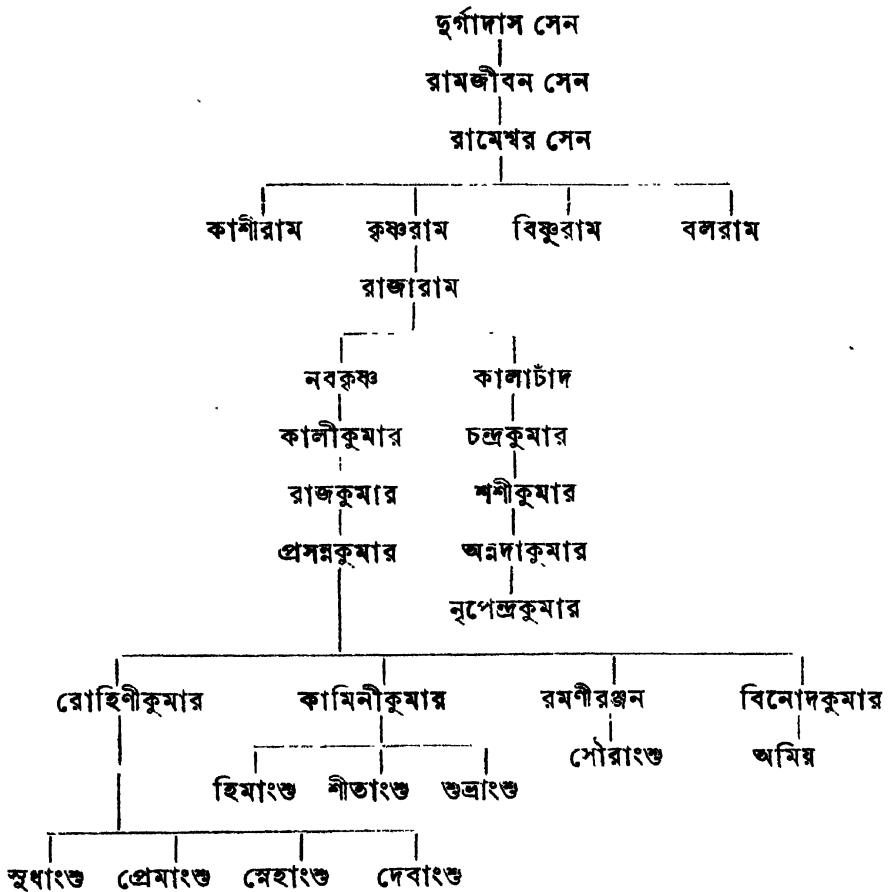 দুর্গাদাস সেন
রামজীবন সেন
রামেশ্বর সেন
কাশীরাম কৃষ্ণরাম বিষ্ণুরাম বলরাম
রাজারাম
নবকৃষ্ণ কালাচাঁদ
কালীকুমার চন্দ্রকুমার
রাজকুমার শশীকুমার
প্রসন্নকুমার অন্নদাকুমার
নৃপেন্দ্রকুমার
রোহিণীকুমার কামিনীকুমার রমণীরঞ্জন বিনোদকুমার
সৌরাংশু অমিয়
হিমাংশু শীতাংশু শুভ্রাংশু
সুধাংশু প্রেমাংশু স্নেহাংশু দেবাংশু